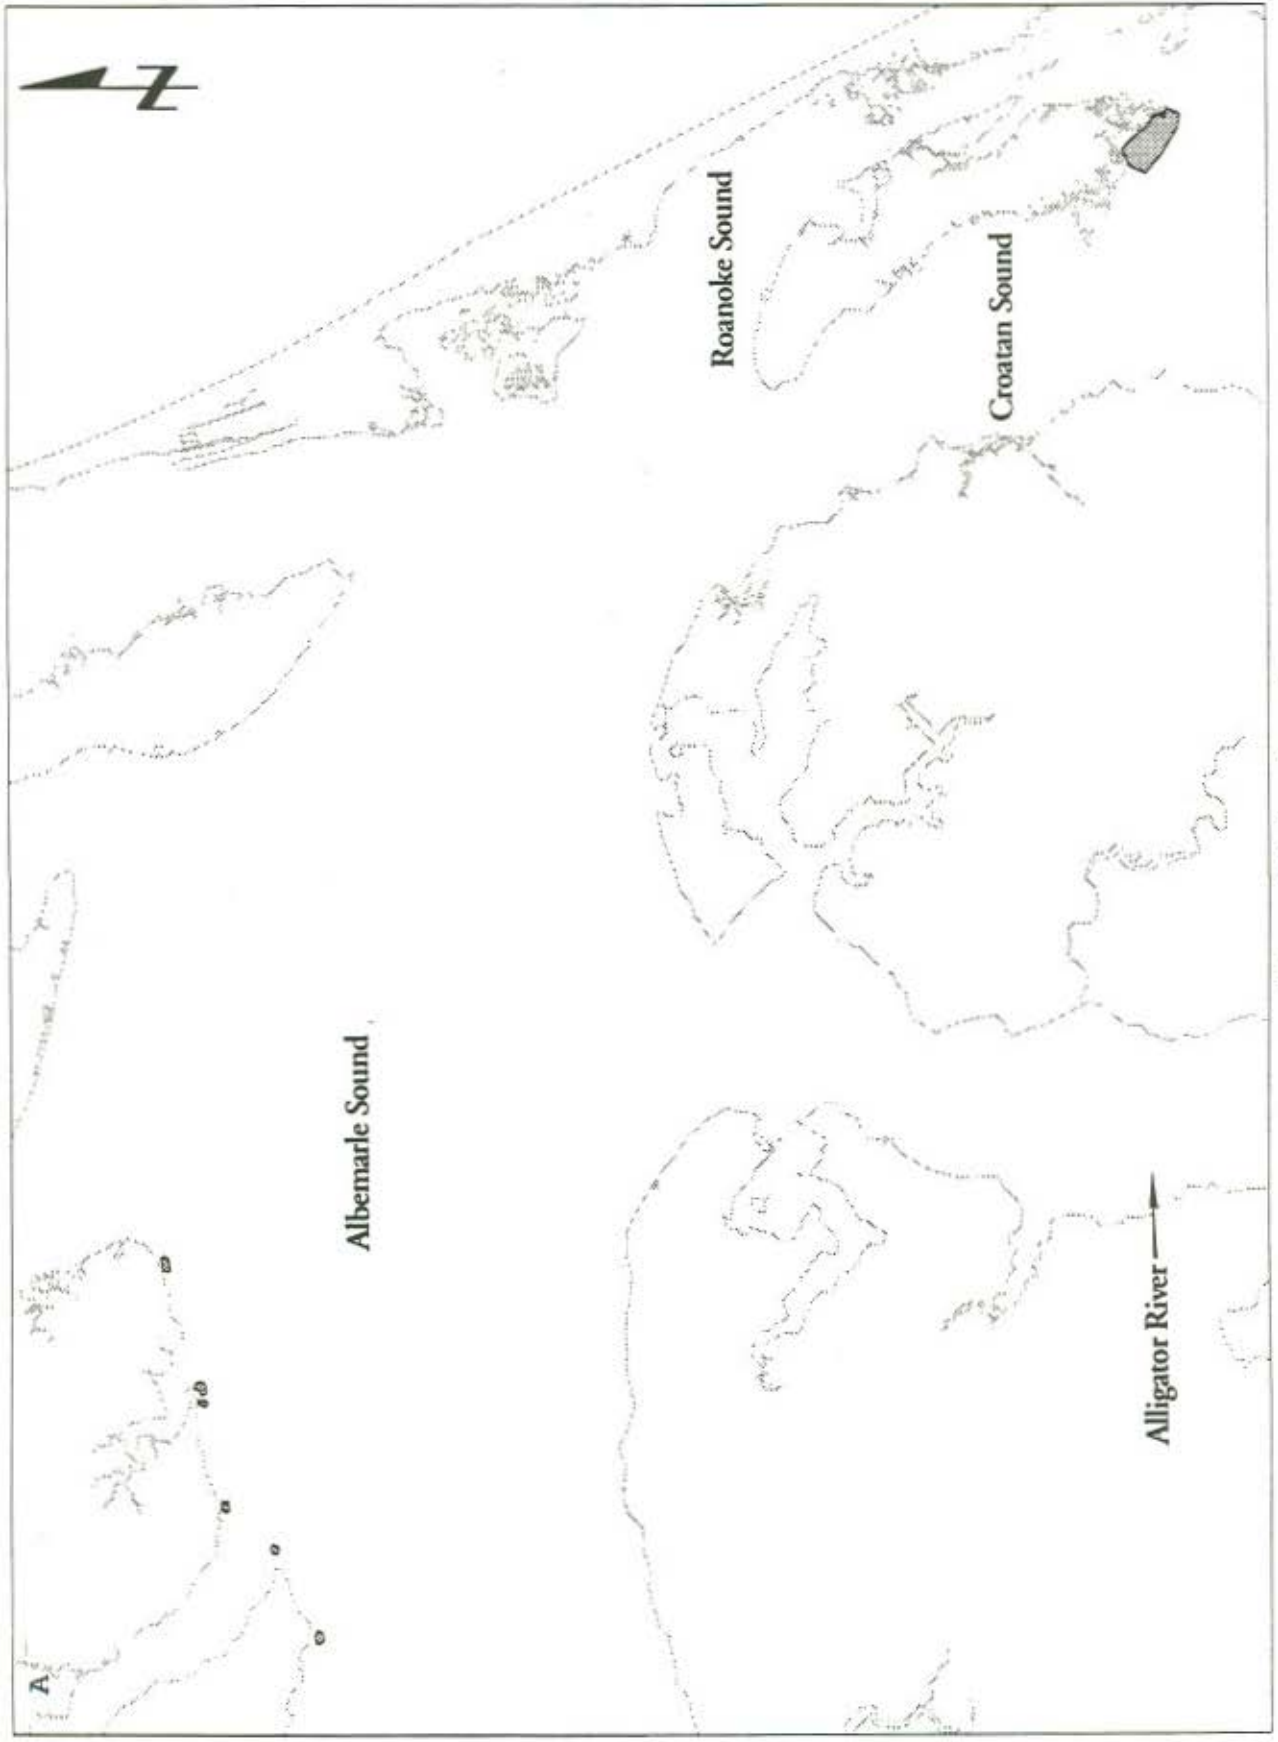 A
Albemarle Sound
Alligator River
Croatan Sound
Roanoke Sound
N